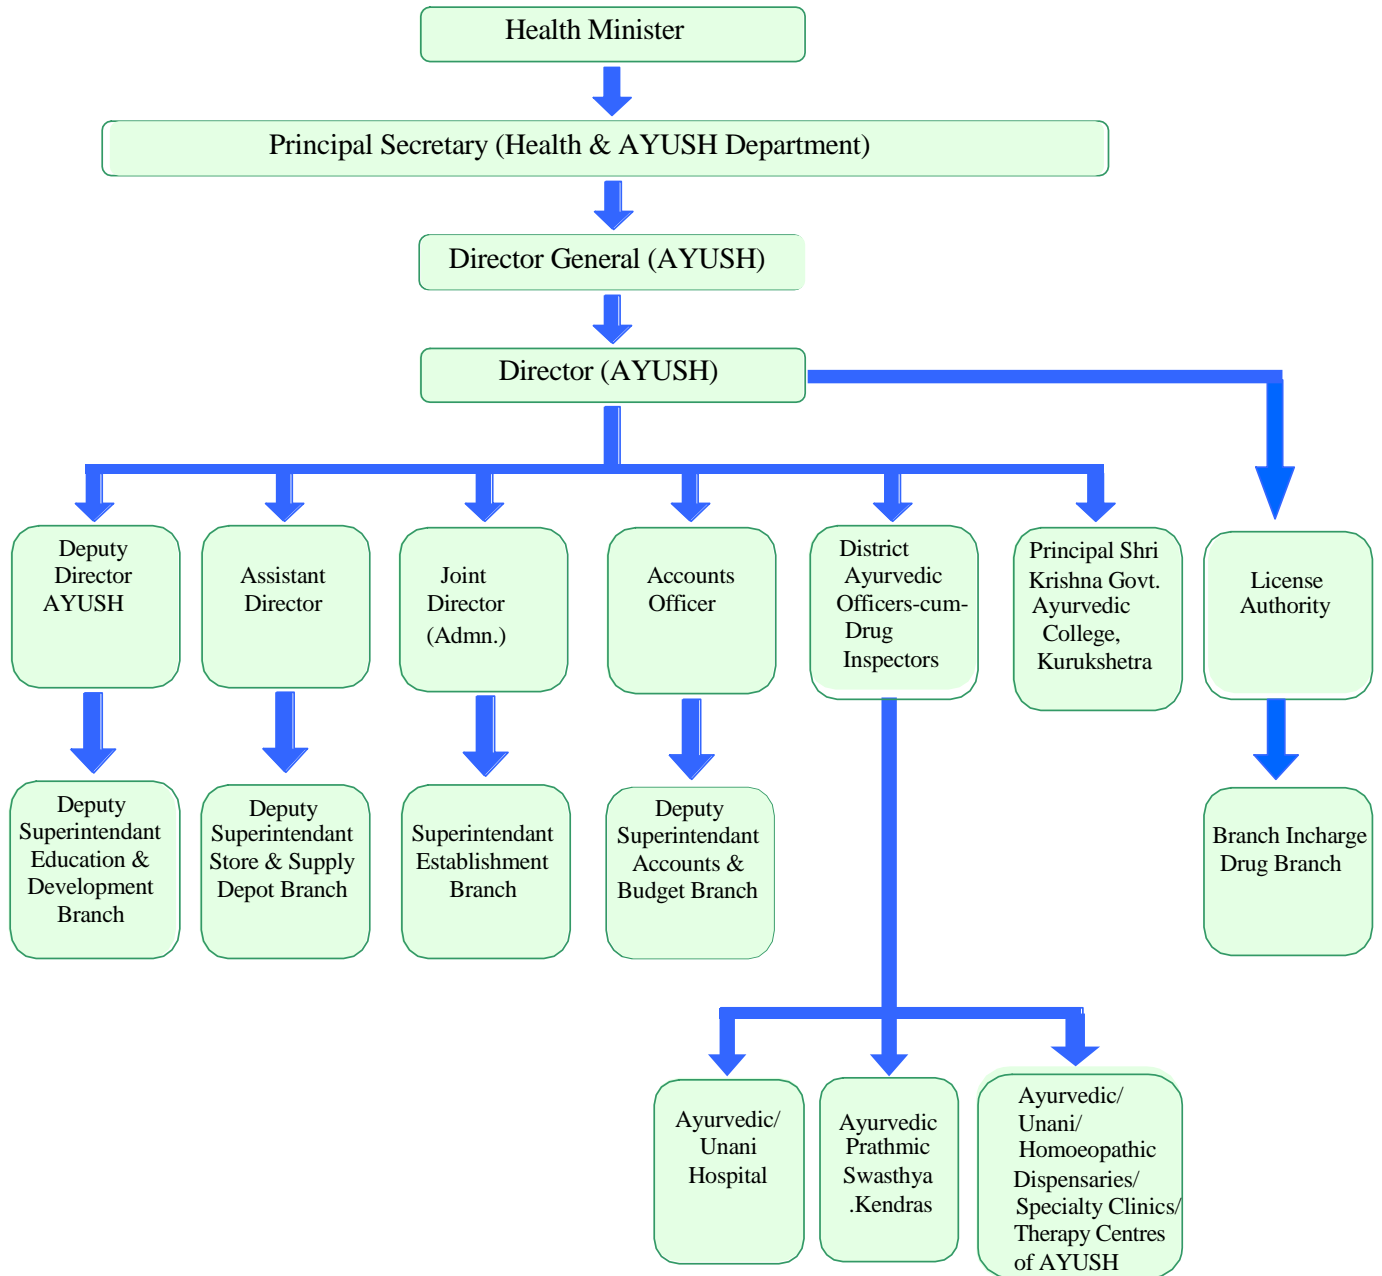 Health Minister
Principal Secretary (Health & AYUSH Department)
Director General (AYUSH)
Director (AYUSH)
Deputy
Director
AYUSH
Assistant
Director
Joint
Director
(Admn.)
Accounts
Officer
District
Ayurvedic
Officers-cum-
Drug
Inspectors
Principal Shri
Krishna Govt.
Ayurvedic
College,
Kurukshetra
License
Authority
Deputy
Superintendant
Education &
Development
Branch
Deputy
Superintendant
Store & Supply
Depot Branch
Superintendant
Establishment
Branch
Deputy
Superintendant
Accounts &
Budget Branch
Branch Incharge
Drug Branch
Ayurvedic/
Unani
Hospital
Ayurvedic
Prathmic
Swasthya
.Kendras
Ayurvedic/
Unani/
Homoeopathic
Dispensaries/
Specialty Clinics/
Therapy Centres
of AYUSH